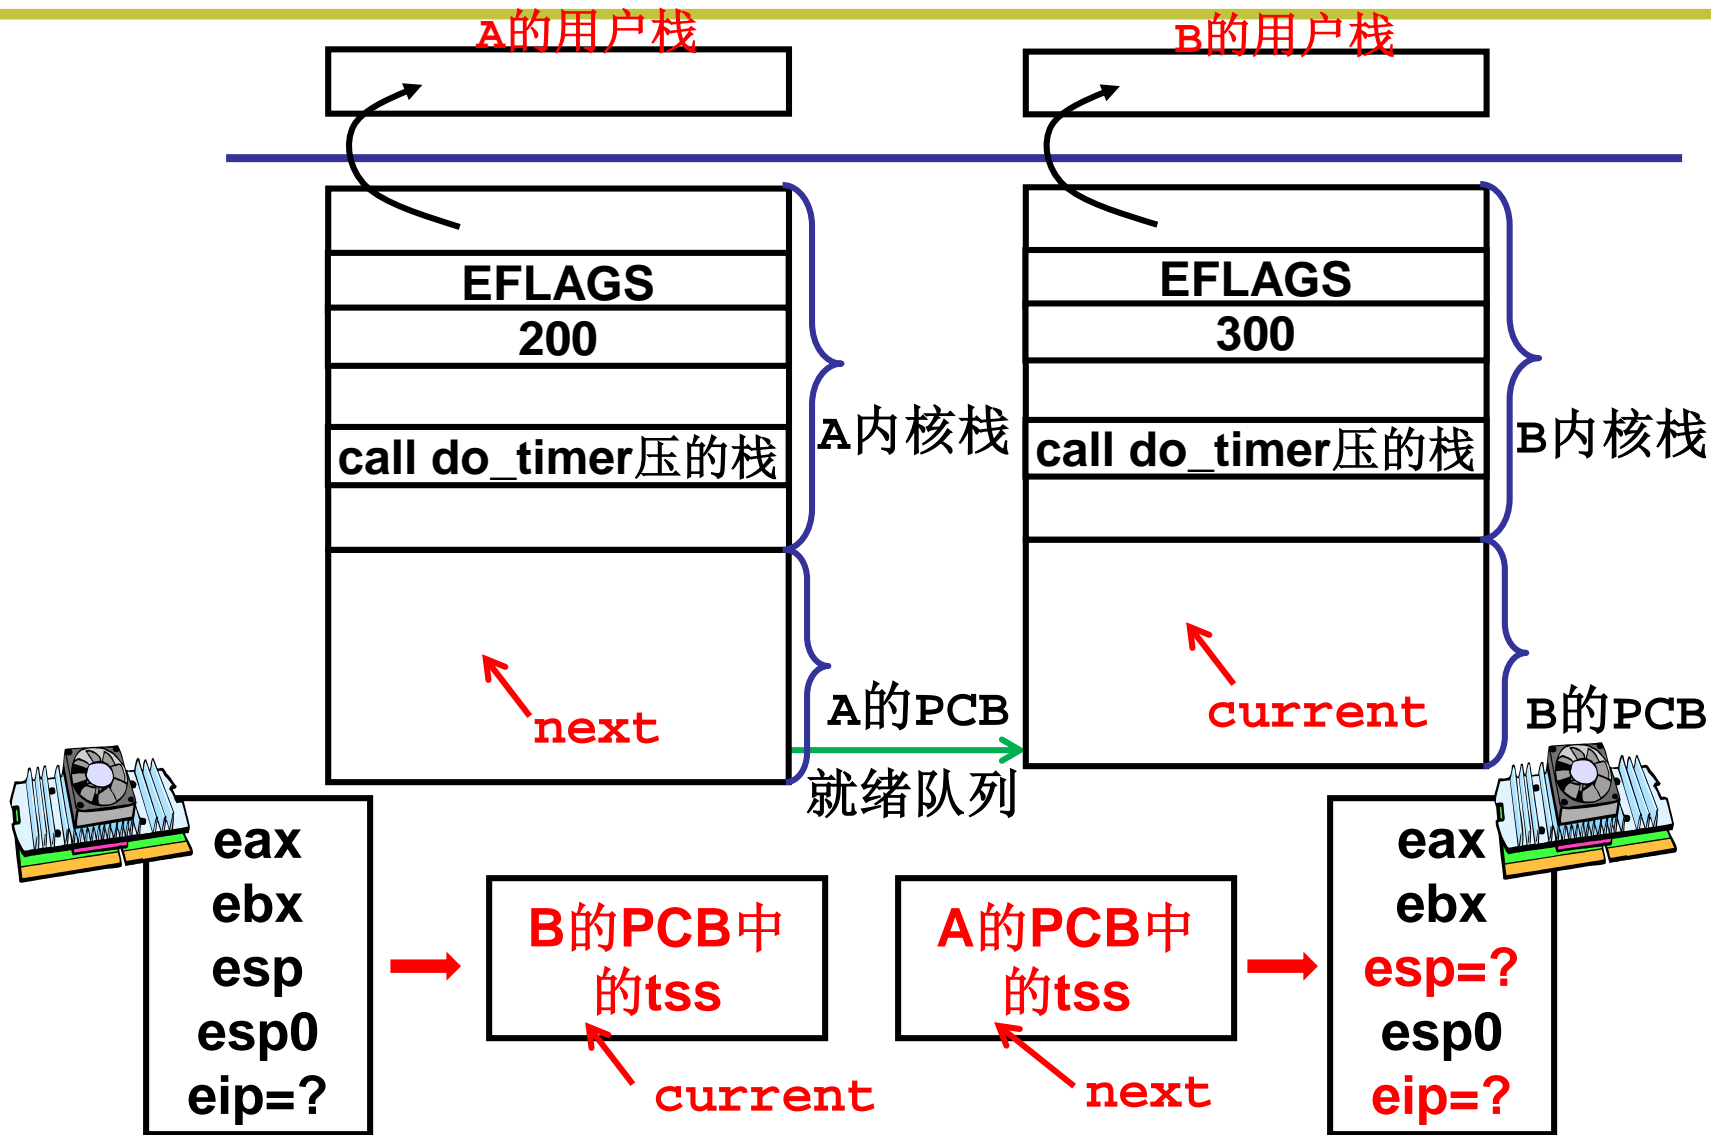 A的用户栈
B的用户栈
EFLAGS
200
call do_timer压的栈
A内核栈
EFLAGS
300
call do_timer压的栈
B内核栈
next
A的PCB
current
B的PCB
就绪队列
eax
ebx
esp
esp0
eip=?
B的PCB中
的tss
current
A的PCB中
的tss
next
eax
ebx
esp=?
esp0
eip=?